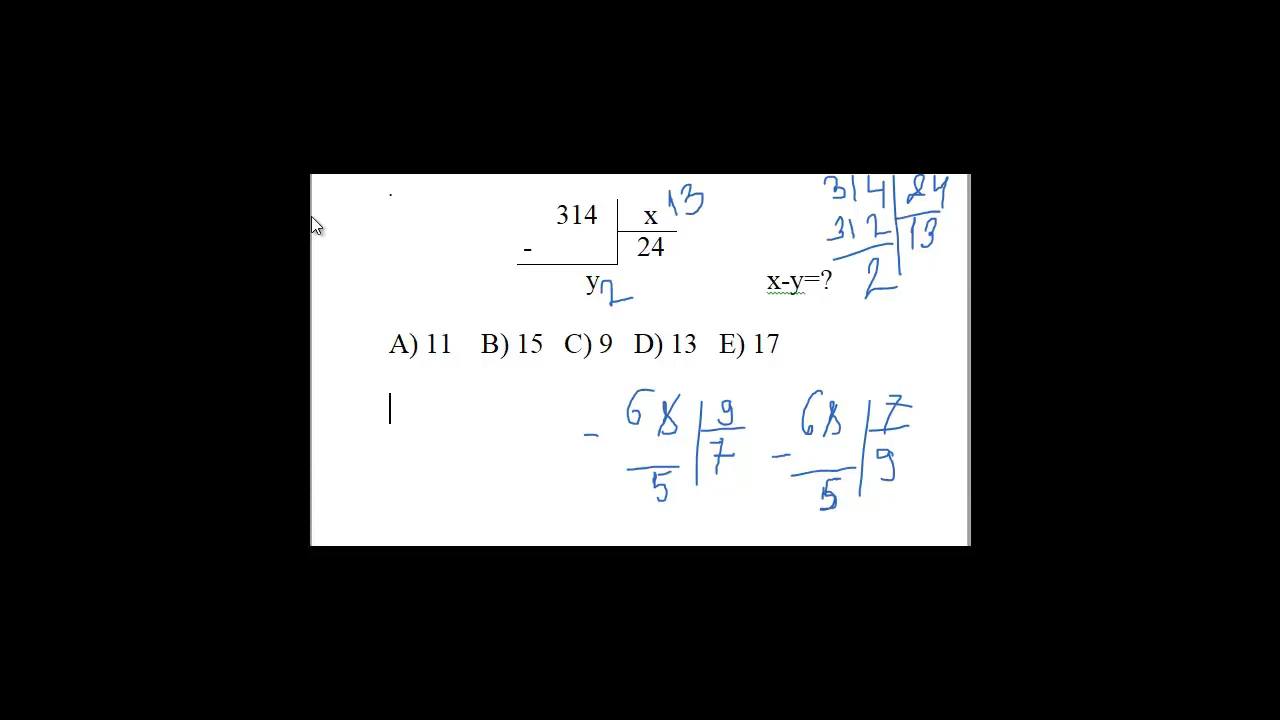 .
314 x 13 314 24
- 24 312 13
y 2 x-y=? 2
A) 11 B) 15 C) 9 D) 13 E) 17
- 68 9 - 68 7
7 9
5 5